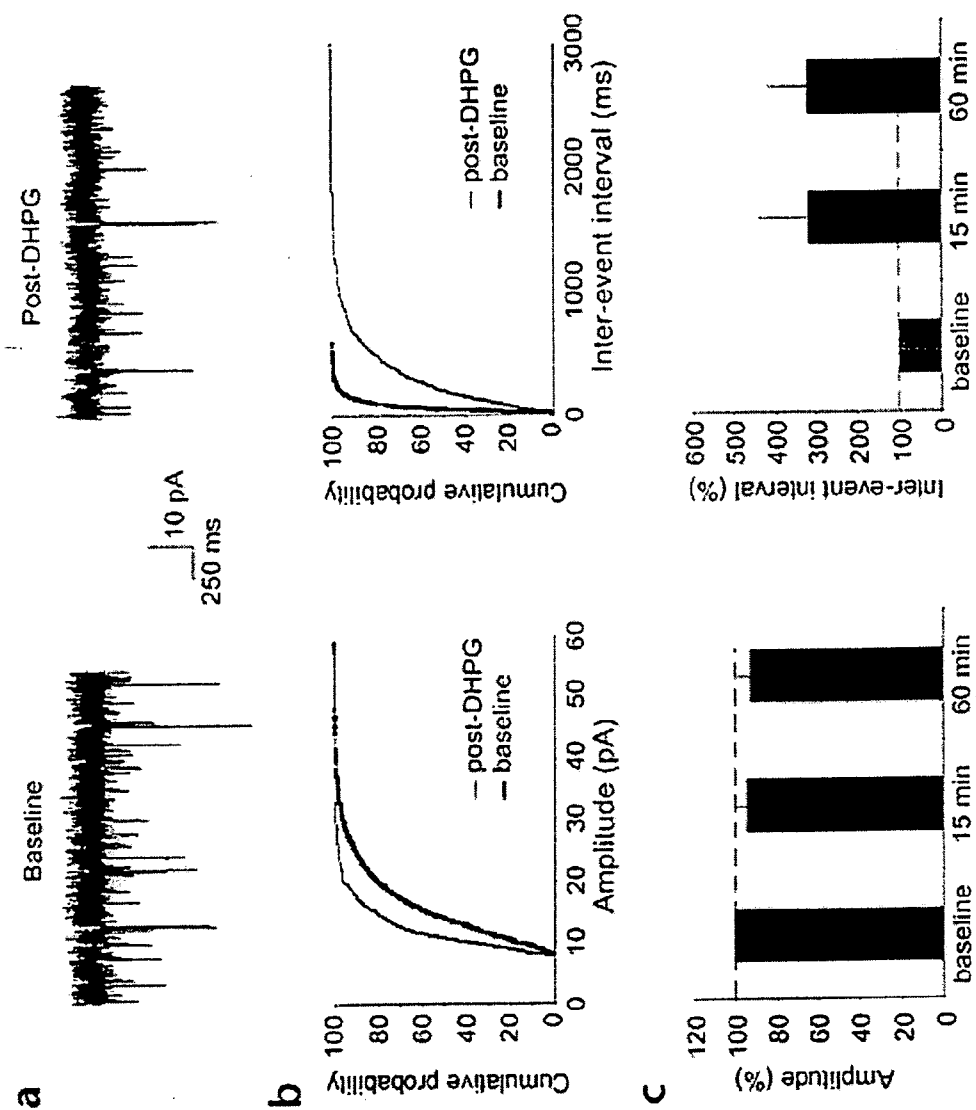 a
Baseline
Post-DHPG
10 pA
250 ms
b
Cumulative probability
100
80
60
40
20
0
0 10 20 30 40 50 60
Amplitude (pA)
post-DHPG
baseline
Cumulative probability
100
80
60
40
20
0
0 1000 2000 3000
Inter-event interval (ms)
post-DHPG
baseline
c
Amplitude (%)
120
100
80
60
40
20
0
baseline 15 min 60 min
Inter-event interval (%)
600
500
400
300
200
100
0
baseline 15 min 60 min